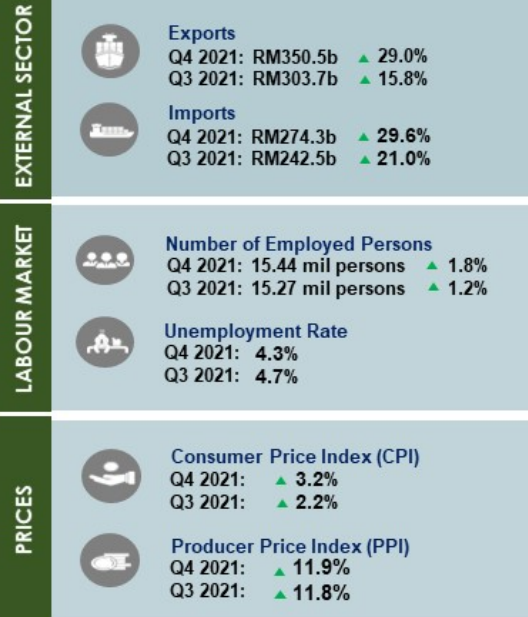 EXTERNAL SECTOR
Exports
Q4 2021: RM350.5b ▲ 29.0%
Q3 2021: RM303.7b ▲ 15.8%
Imports
Q4 2021: RM274.3b ▲ 29.6%
Q3 2021: RM242.5b ▲ 21.0%
LABOUR MARKET
Number of Employed Persons
Q4 2021: 15.44 mil persons ▲ 1.8%
Q3 2021: 15.27 mil persons ▲ 1.2%
Unemployment Rate
Q4 2021: 4.3%
Q3 2021: 4.7%
PRICES
Consumer Price Index (CPI)
Q4 2021: ▲ 3.2%
Q3 2021: ▲ 2.2%
Producer Price Index (PPI)
Q4 2021: ▲ 11.9%
Q3 2021: ▲ 11.8%